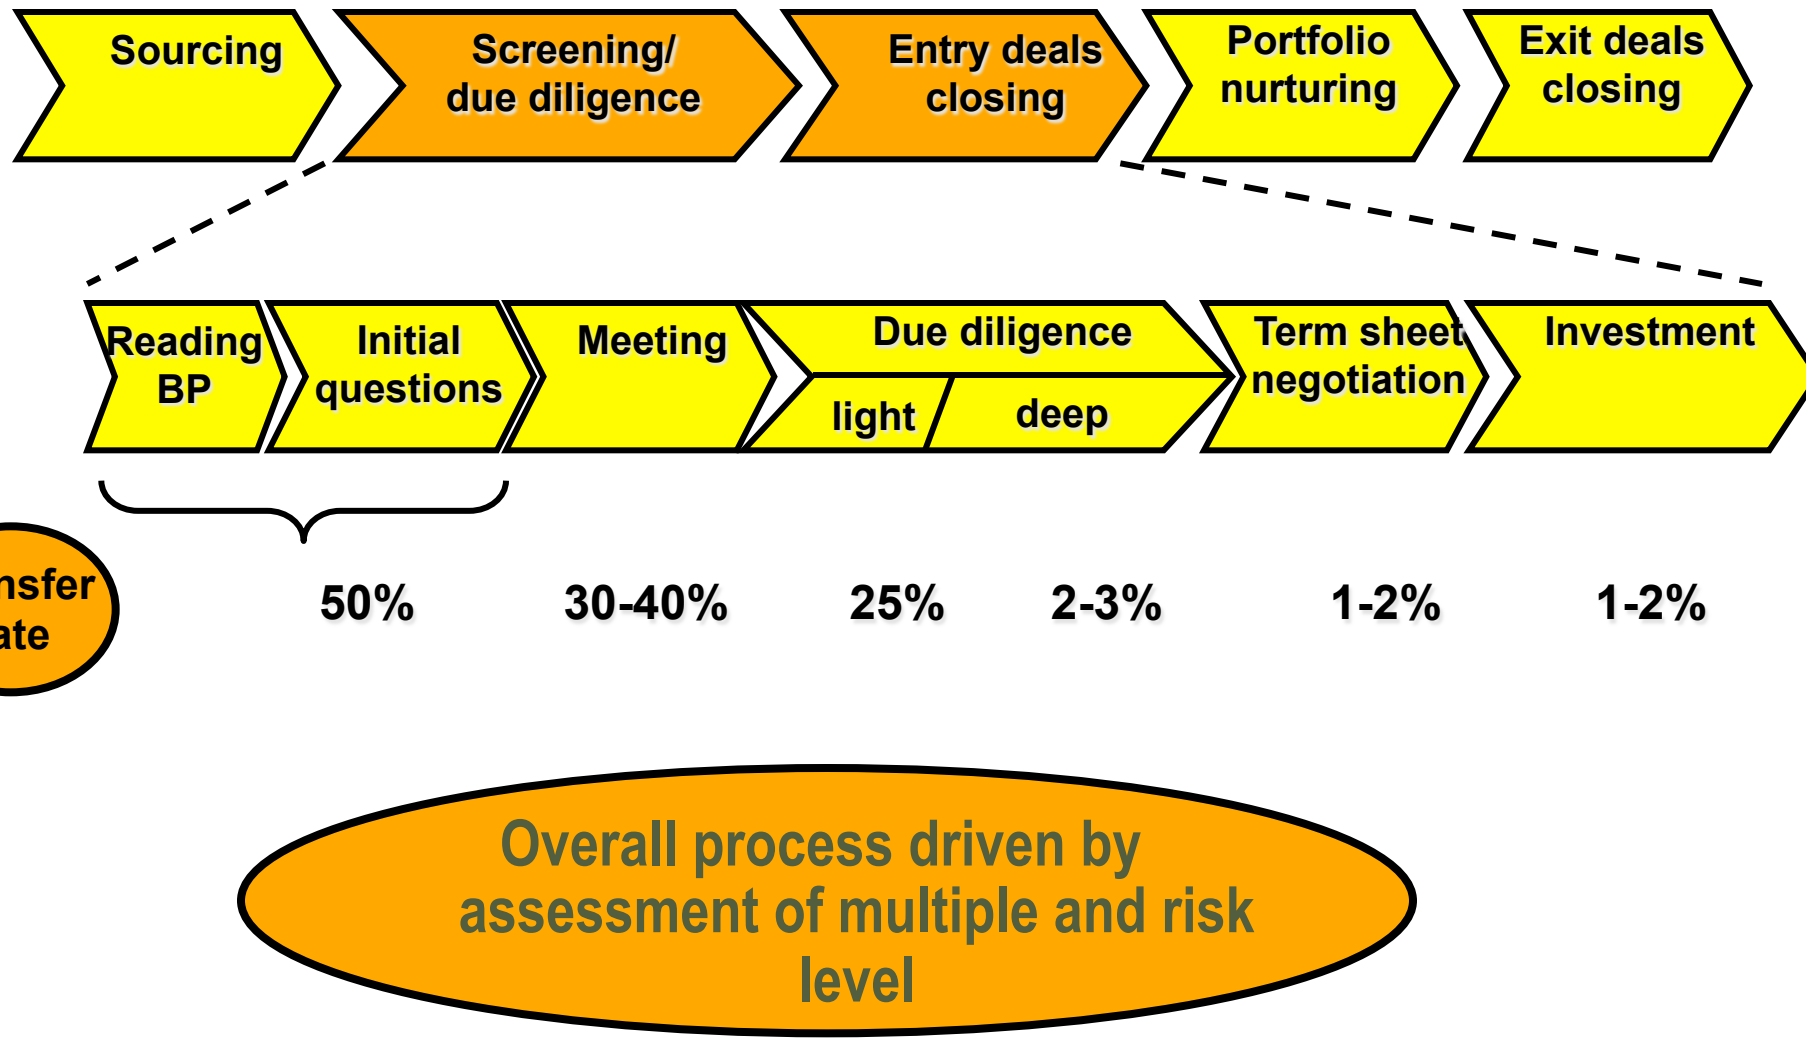 Sourcing
Screening/
due diligence
Entry deals
closing
Portfolio
nurturing
Exit deals
closing
Reading
BP
Initial
questions
Meeting
Due diligence
light
deep
Term sheet
negotiation
Investment
nsfer
ate
50%
30-40%
25%
2-3%
1-2%
1-2%
Overall process driven by
assessment of multiple and risk
level